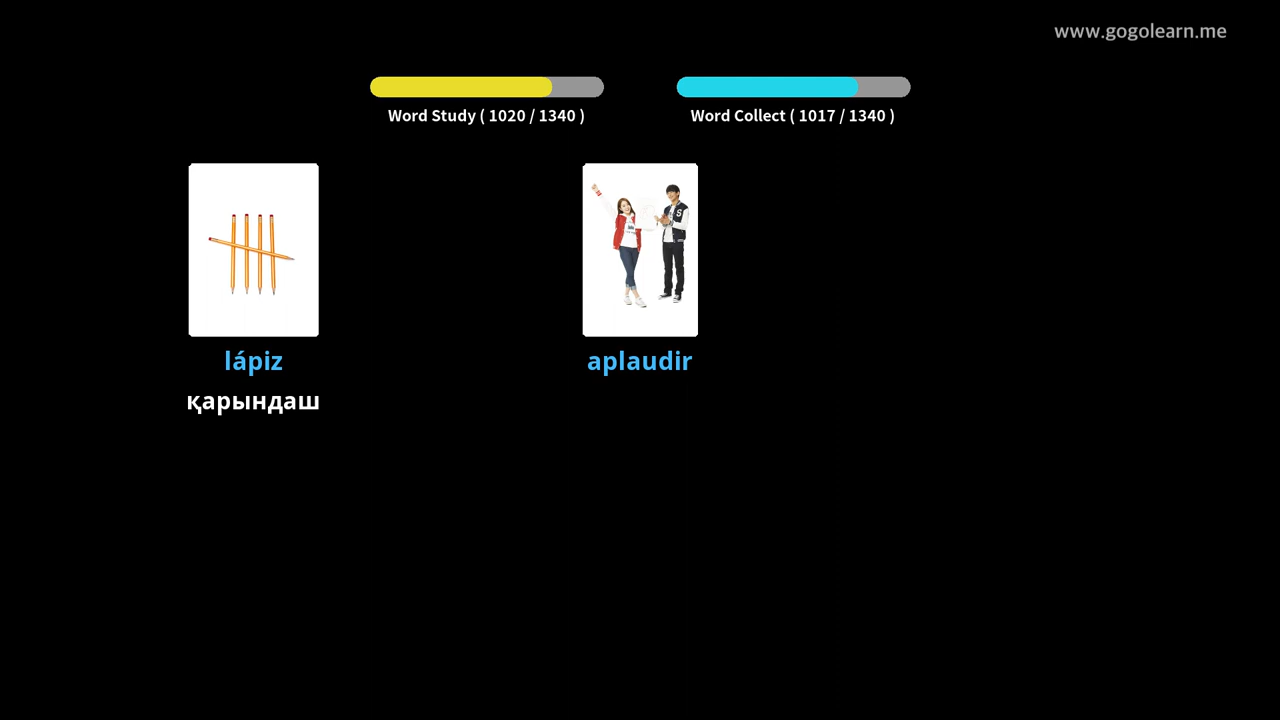 www.gogolearn.me
Word Study ( 1020 / 1340 )
Word Collect ( 1017 / 1340 )
lápiz
қарындаш
aplaudir